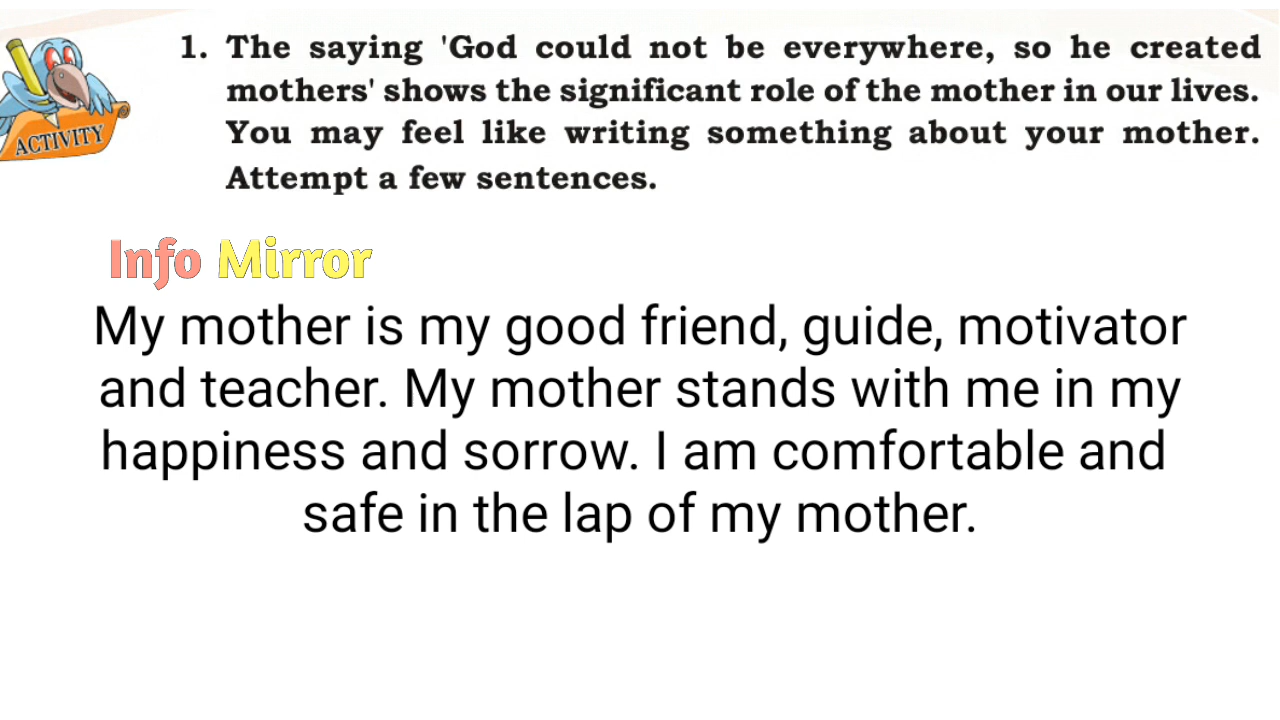 ACTIVITY
1. The saying 'God could not be everywhere, so he created
mothers' shows the significant role of the mother in our lives.
You may feel like writing something about your mother.
Attempt a few sentences.
Info Mirror
My mother is my good friend, guide, motivator
and teacher. My mother stands with me in my
happiness and sorrow. I am comfortable and
safe in the lap of my mother.